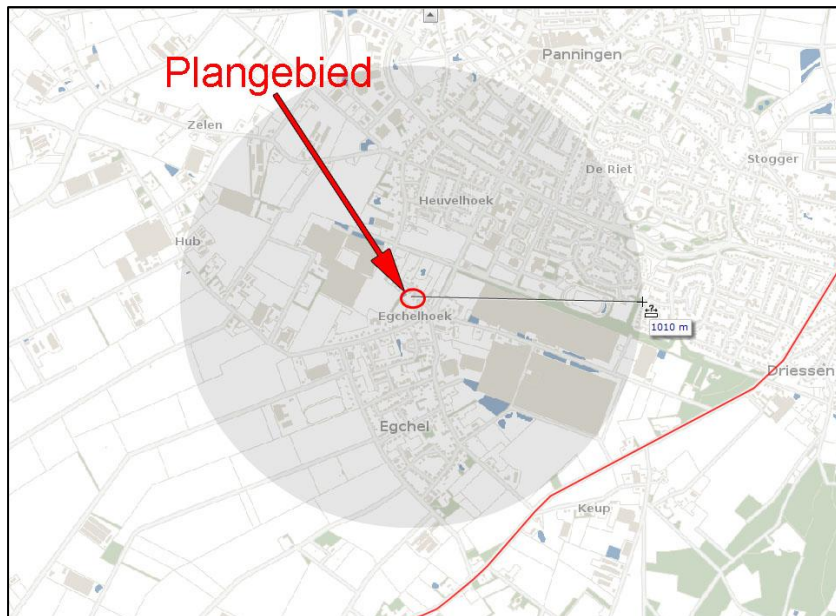 Panningen
Plangebied
Zelen
Stogger
De Riet
Heuvelhoek
Hub
Egchelhoek
+?+
1010 m
Driessen
Egchel
Keup